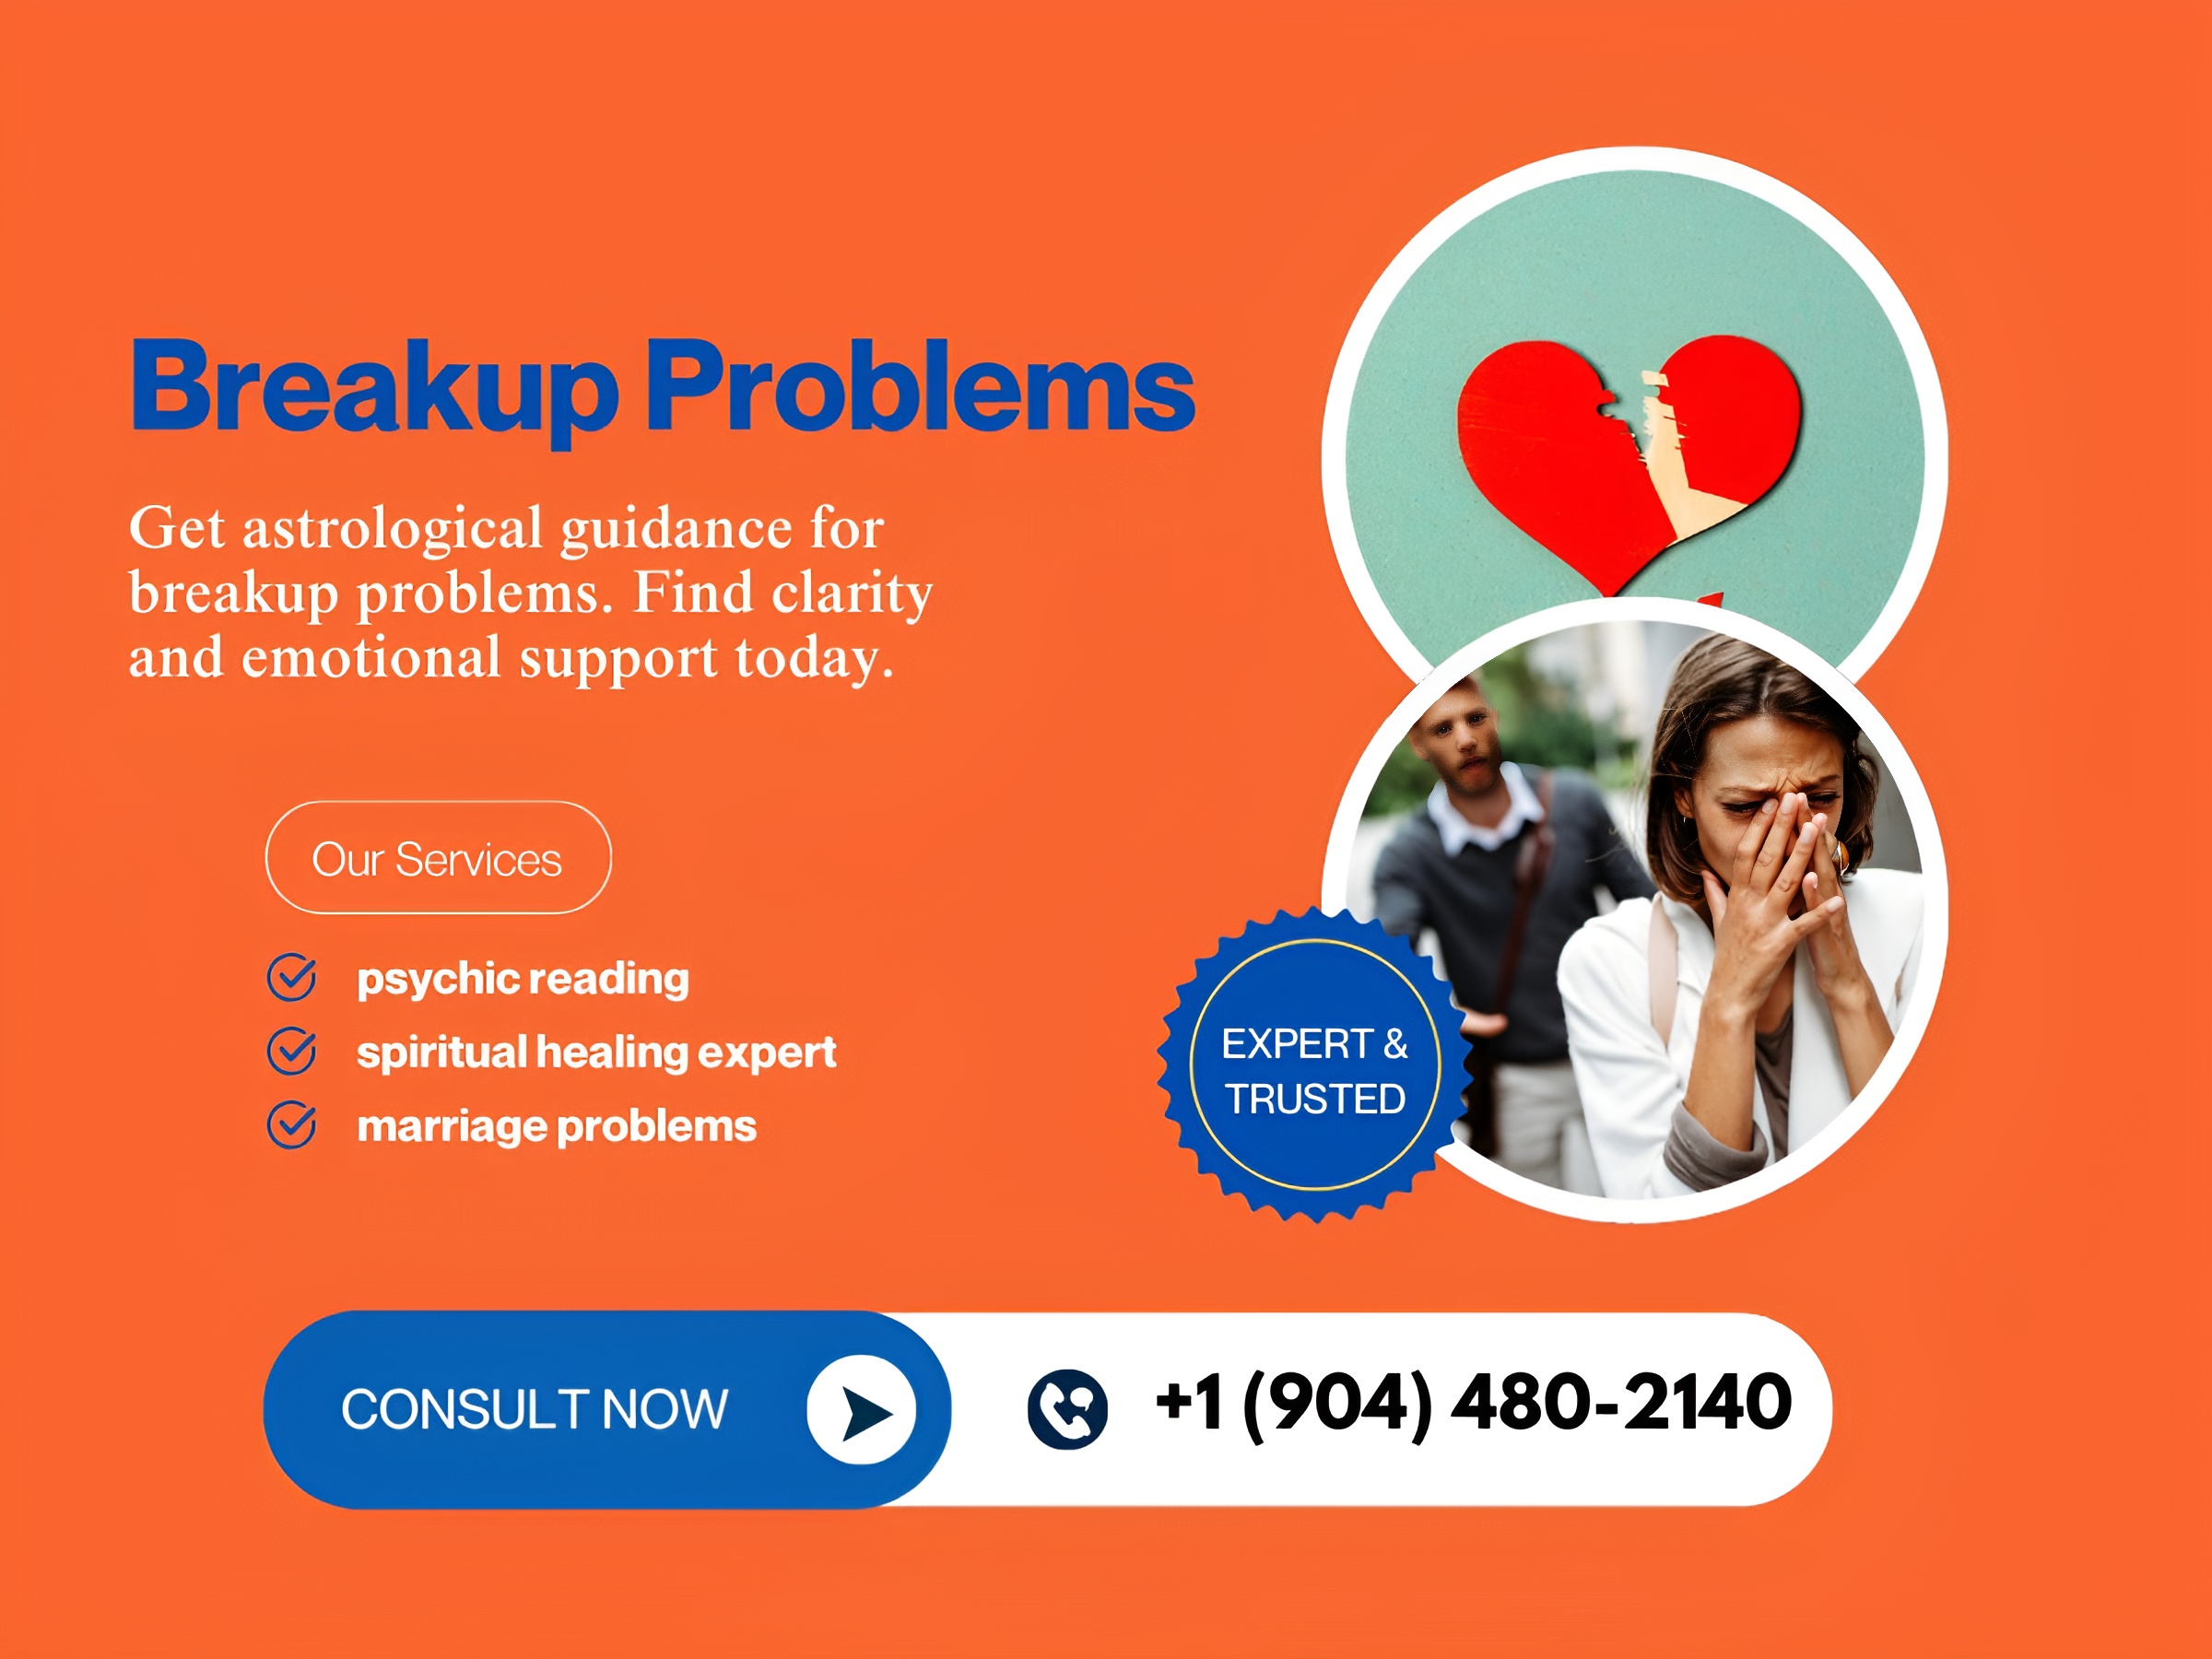 Breakup Problems
Get astrological guidance for
breakup problems. Find clarity
and emotional support today.
Our Services
psychic reading
spiritual healing expert
marriage problems
EXPERT &
TRUSTED
CONSULT NOW
+1 (904) 480-2140